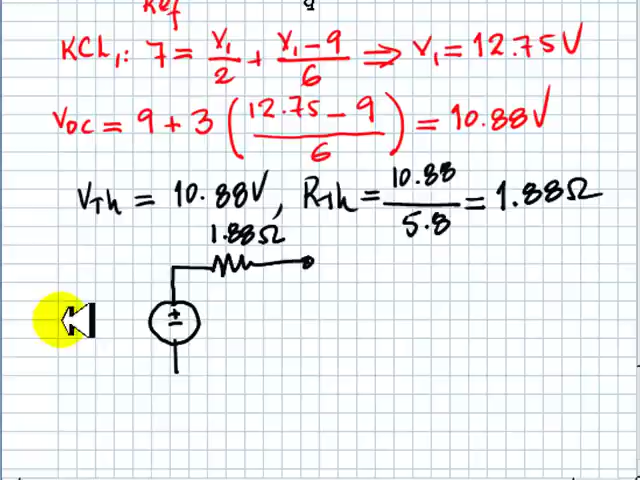 Ref
KCL₁: 7 = V₁/2 + (V₁ - 9)/6 ⟹ V₁ = 12.75V
VOC = 9 + 3 ((12.75 - 9)/6) = 10.88V
VTh = 10.88V, RTh = 10.88/5.8 = 1.88Ω
1.88Ω
+
-